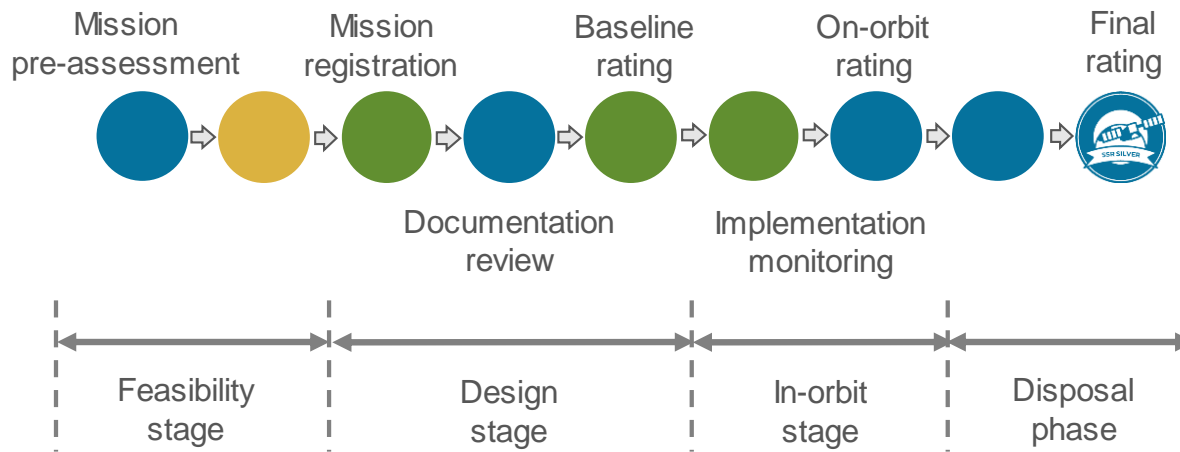 Mission
pre-assessment
Mission
registration
Baseline
rating
On-orbit
rating
Final
rating
SSR SILVER
Documentation
review
Implementation
monitoring
Feasibility
stage
Design
stage
In-orbit
stage
Disposal
phase